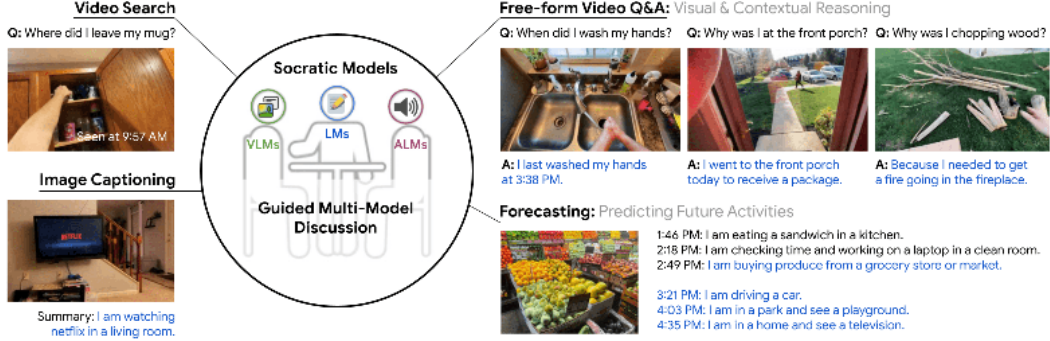 Video Search
Q: Where did I leave my mug?
Seen at 9:57 AM
Image Captioning
NETFLIX
Summary: I am watching
netflix in a living room.
Socratic Models
VLMs
LMs
ALMs
Guided Multi-Model
Discussion
Free-form Video Q&A: Visual & Contextual Reasoning
Q: When did I wash my hands?
A: I last washed my hands
at 3:38 PM.
Q: Why was I at the front porch?
A: I went to the front porch
today to receive a package.
Q: Why was I chopping wood?
A: Because I needed to get
a fire going in the fireplace.
Forecasting: Predicting Future Activities
1:46 PM: I am eating a sandwich in a kitchen.
2:18 PM: I am checking time and working on a laptop in a clean room.
2:49 PM: I am buying produce from a grocery store or market.
3:21 PM: I am driving a car.
4:03 PM: I am in a park and see a playground.
4:35 PM: I am in a home and see a television.